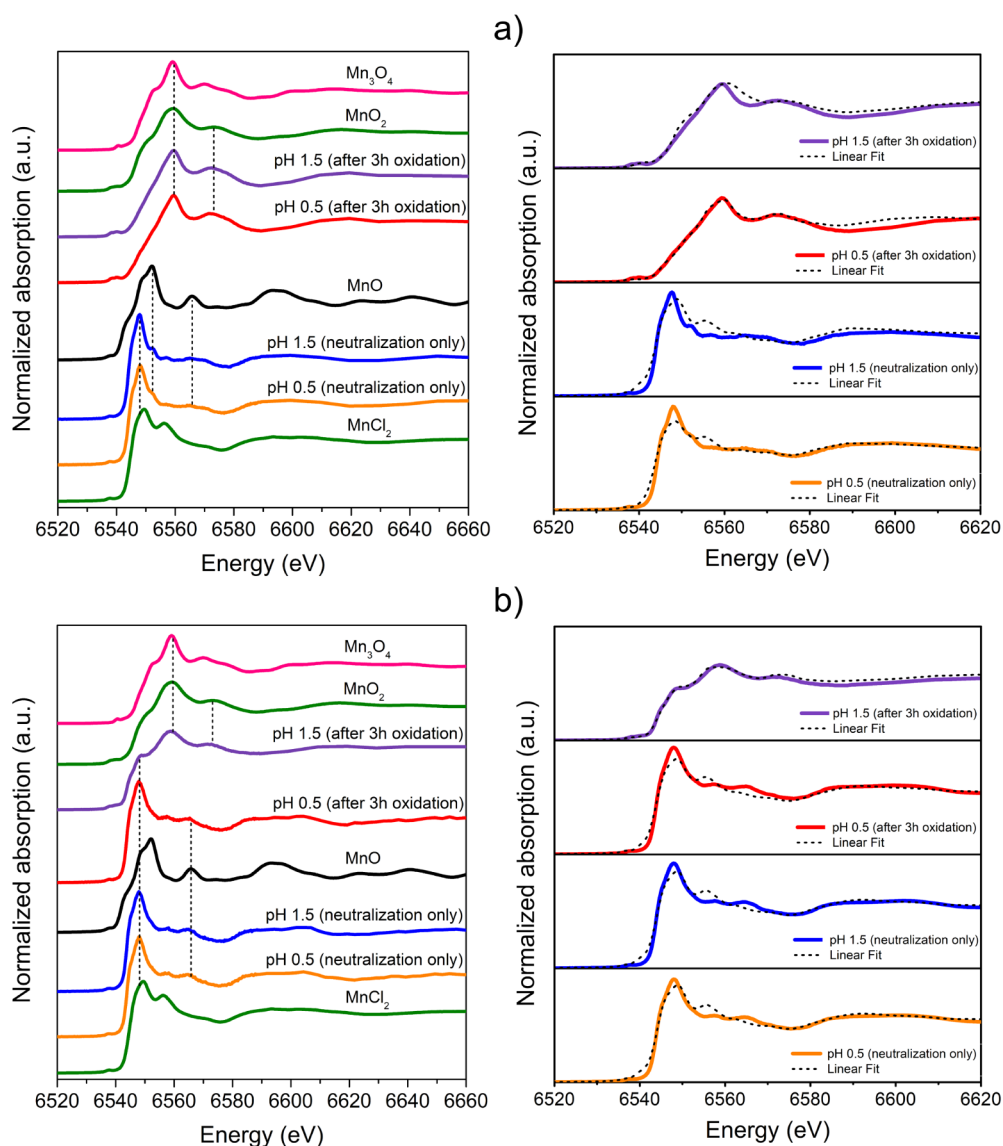 a)
Normalized absorption (a.u.)
Mn₃O₄
MnO₂
pH 1.5 (after 3h oxidation)
pH 0.5 (after 3h oxidation)
MnO
pH 1.5 (neutralization only)
pH 0.5 (neutralization only)
MnCl₂
6520 6540 6560 6580 6600 6620 6640 6660
Energy (eV)
Normalized absorption (a.u.)
pH 1.5 (after 3h oxidation)
Linear Fit
pH 0.5 (after 3h oxidation)
Linear Fit
pH 1.5 (neutralization only)
Linear Fit
pH 0.5 (neutralization only)
Linear Fit
6520 6540 6560 6580 6600 6620
Energy (eV)
b)
Normalized absorption (a.u.)
Mn₃O₄
MnO₂
pH 1.5 (after 3h oxidation)
pH 0.5 (after 3h oxidation)
MnO
pH 1.5 (neutralization only)
pH 0.5 (neutralization only)
MnCl₂
6520 6540 6560 6580 6600 6620 6640 6660
Energy (eV)
Normalized absorption (a.u.)
pH 1.5 (after 3h oxidation)
Linear Fit
pH 0.5 (after 3h oxidation)
Linear Fit
pH 1.5 (neutralization only)
Linear Fit
pH 0.5 (neutralization only)
Linear Fit
6520 6540 6560 6580 6600 6620
Energy (eV)